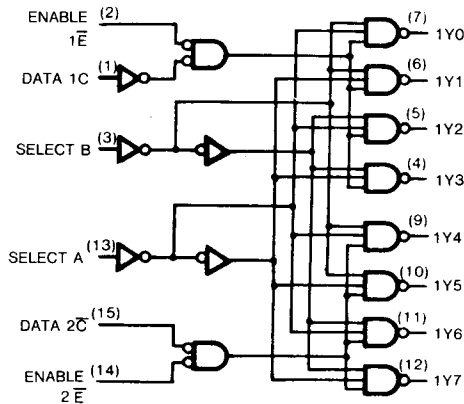 ENABLE (2)
1E̅
DATA 1C (1)
SELECT B (3)
SELECT A (13)
DATA 2C̅ (15)
ENABLE (14)
2E̅
(7) 1Y0
(6) 1Y1
(5) 1Y2
(4) 1Y3
(9) 1Y4
(10) 1Y5
(11) 1Y6
(12) 1Y7